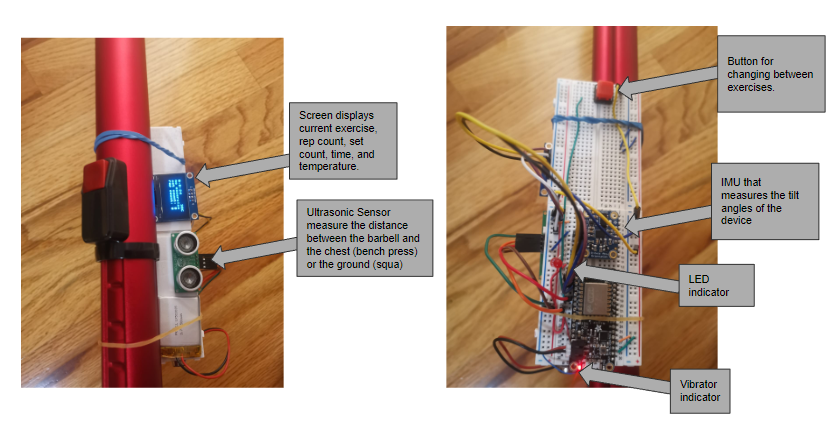 Screen displays
current exercise,
rep count, set
count, time, and
temperature.
Ultrasonic Sensor
measure the distance
between the barbell and
the chest (bench press)
or the ground (squa)
Button for
changing between
exercises.
IMU that
measures the tilt
angles of the
device
LED
indicator
Vibrator
indicator